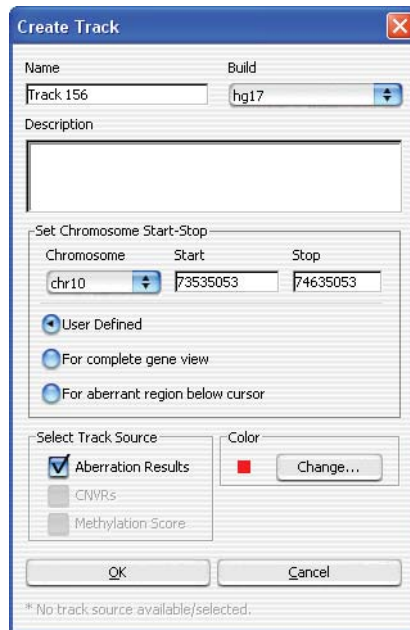 Create Track
Name Build
Track 156 hg17
Description
Set Chromosome Start-Stop
Chromosome Start Stop
chr10 73535053 74635053
User Defined
For complete gene view
For aberrant region below cursor
Select Track Source Color
Aberration Results Change...
CNVRs
Methylation Score
OK Cancel
* No track source available/selected.